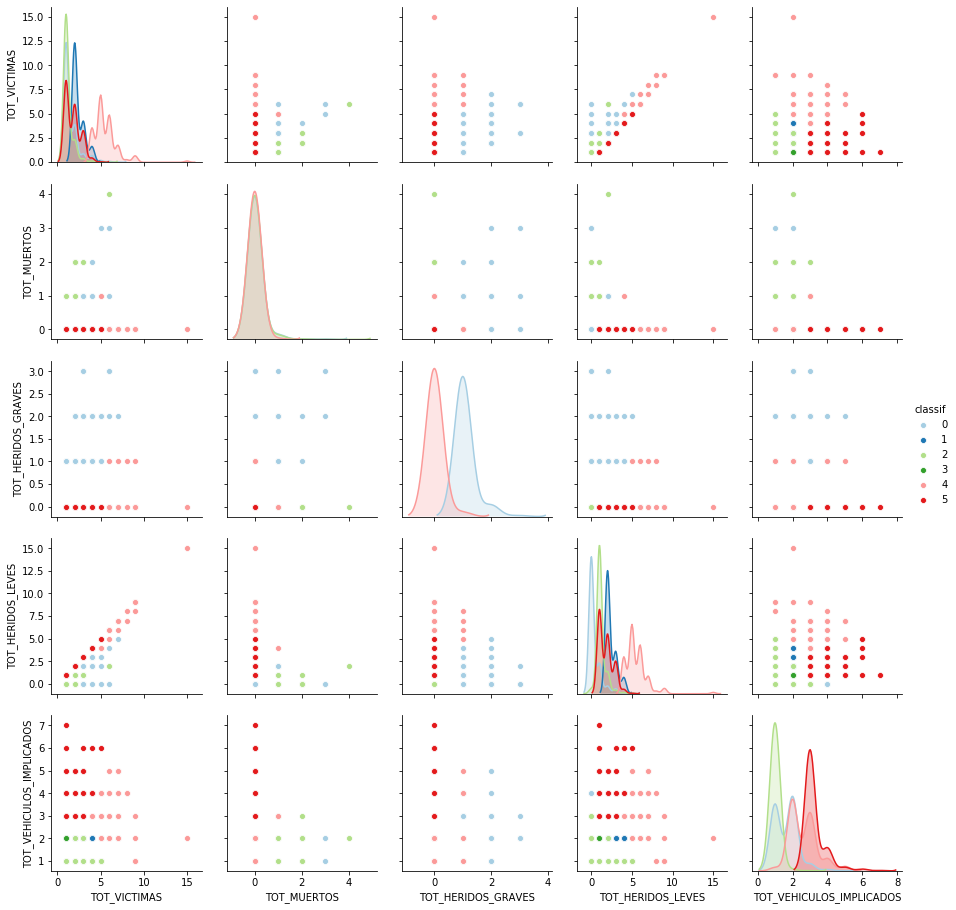 16.0
12.5
10.0
7.5
5.0
2.5
0.0
TOT_VICTIMAS
4
3
2
1
0
TOT_MUERTOS
3.0
2.5
2.0
1.5
1.0
0.5
0.0
TOT_HERIDOS_GRAVES
classif
0
1
2
3
4
5
15.0
12.5
10.0
7.5
5.0
2.5
0.0
TOT_HERIDOS_LEVES
7
6
5
4
3
2
1
TOT_VEHICULOS_IMPLICADOS
0 5 10 15
0 2 4
0 2 4
0 5 10 15
0 2 4 6 8
TOT_VICTIMAS
TOT_MUERTOS
TOT_HERIDOS_GRAVES
TOT_HERIDOS_LEVES
TOT_VEHICULOS_IMPLICADOS